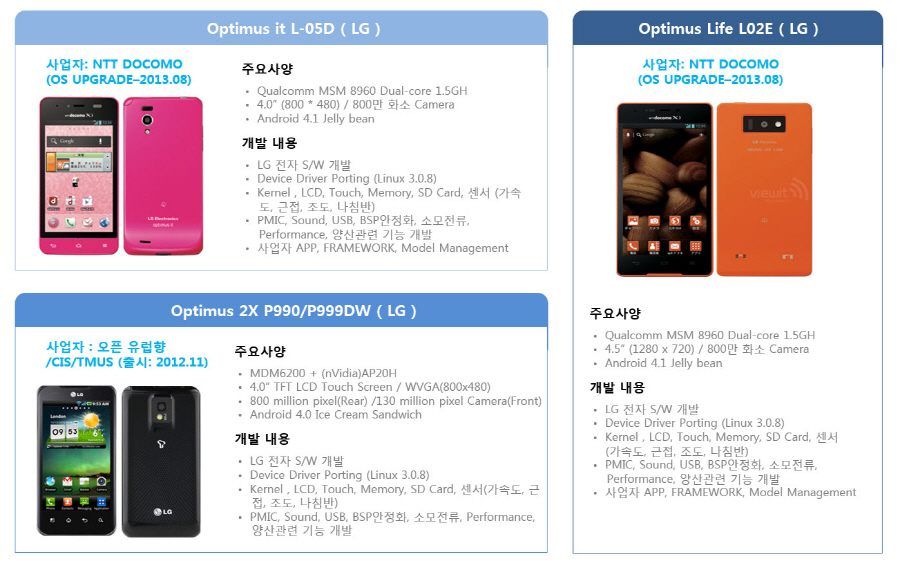 Optimus it L-05D ( LG )
사업자: NTT DOCOMO
(OS UPGRADE–2013.08)
주요사양
• Qualcomm MSM 8960 Dual-core 1.5GH
• 4.0” (800 * 480) / 800만 화소 Camera
• Android 4.1 Jelly bean
개발 내용
• LG 전자 S/W 개발
• Device Driver Porting (Linux 3.0.8)
• Kernel , LCD, Touch, Memory, SD Card, 센서 (가속
도, 근접, 조도, 나침반)
• PMIC, Sound, USB, BSP안정화, 소모전류,
Performance, 양산관련 기능 개발
• 사업자 APP, FRAMEWORK, Model Management
docomo
Google
LG Electronics
optimus it
Optimus 2X P990/P999DW ( LG )
사업자 : 오픈 유럽향
/CIS/TMUS (출시: 2012.11)
주요사양
• MDM6200 + (nVidia)AP20H
• 4.0” TFT LCD Touch Screen / WVGA(800x480)
• 800 million pixel(Rear) /130 million pixel Camera(Front)
• Android 4.0 Ice Cream Sandwich
개발 내용
• LG 전자 S/W 개발
• Device Driver Porting (Linux 3.0.8)
• Kernel , LCD, Touch, Memory, SD Card, 센서(가속도, 근
접, 조도, 나침반)
• PMIC, Sound, USB, BSP안정화, 소모전류, Performance,
양산관련 기능 개발
LG
London
09 53
LG
Optimus Life L02E ( LG )
사업자: NTT DOCOMO
(OS UPGRADE–2013.08)
docomo
Google
주요사양
• Qualcomm MSM 8960 Dual-core 1.5GH
• 4.5” (1280 x 720) / 800만 화소 Camera
• Android 4.1 Jelly bean
개발 내용
• LG 전자 S/W 개발
• Device Driver Porting (Linux 3.0.8)
• Kernel , LCD, Touch, Memory, SD Card, 센서
(가속도, 근접, 조도, 나침반)
• PMIC, Sound, USB, BSP안정화, 소모전류,
Performance, 양산관련 기능 개발
• 사업자 APP, FRAMEWORK, Model Management